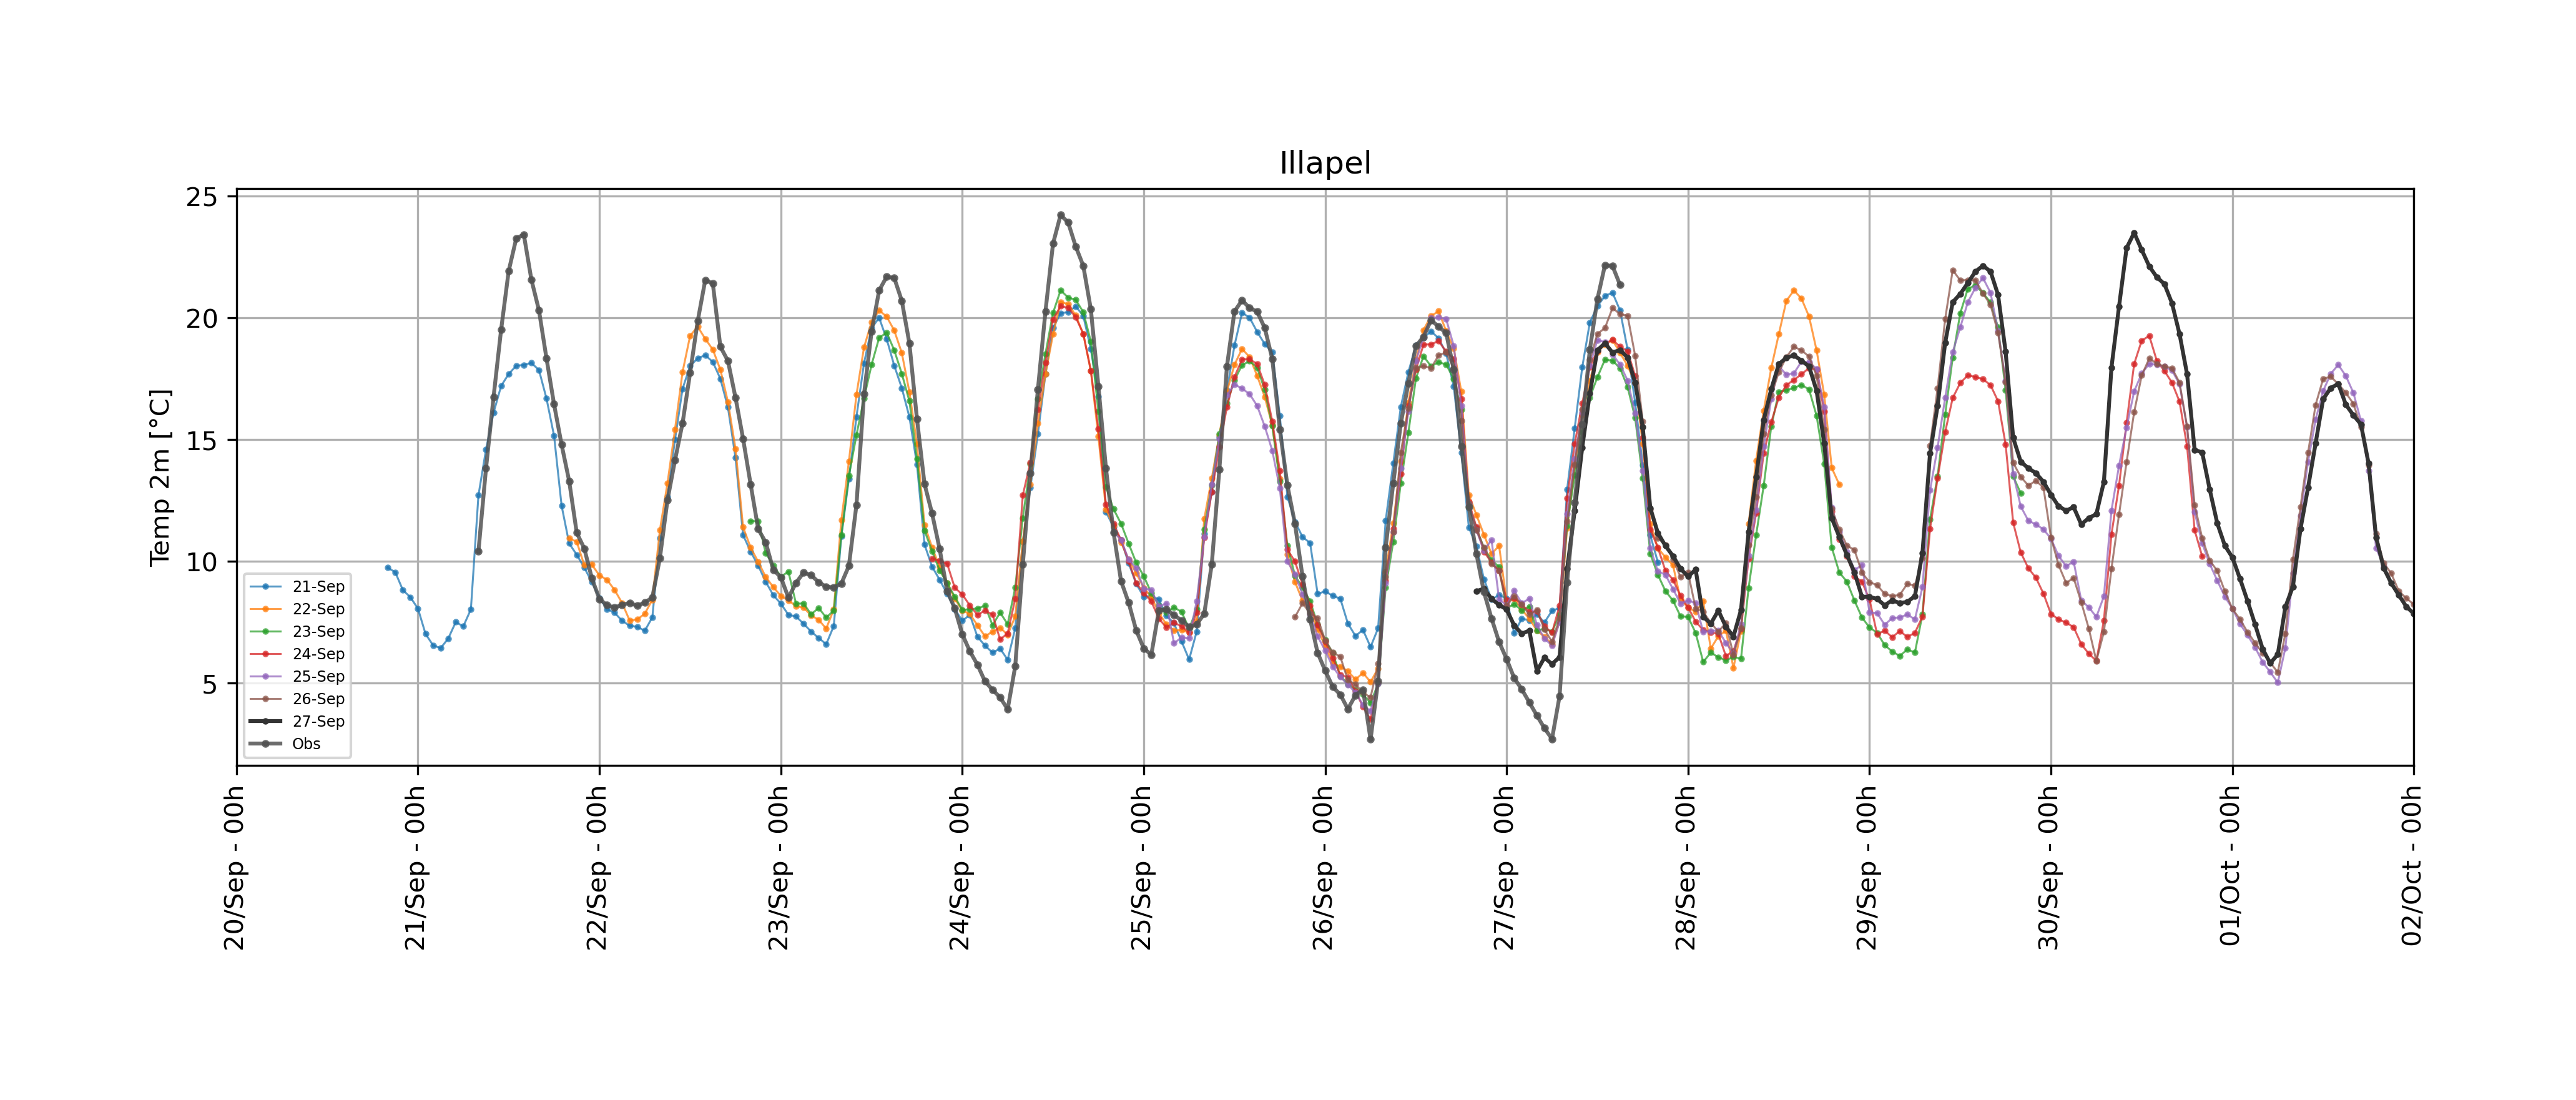 Illapel
Temp 2m [°C]
25
20
15
10
5
21-Sep
22-Sep
23-Sep
24-Sep
25-Sep
26-Sep
27-Sep
Obs
20/Sep - 00h
21/Sep - 00h
22/Sep - 00h
23/Sep - 00h
24/Sep - 00h
25/Sep - 00h
26/Sep - 00h
27/Sep - 00h
28/Sep - 00h
29/Sep - 00h
30/Sep - 00h
01/Oct - 00h
02/Oct - 00h